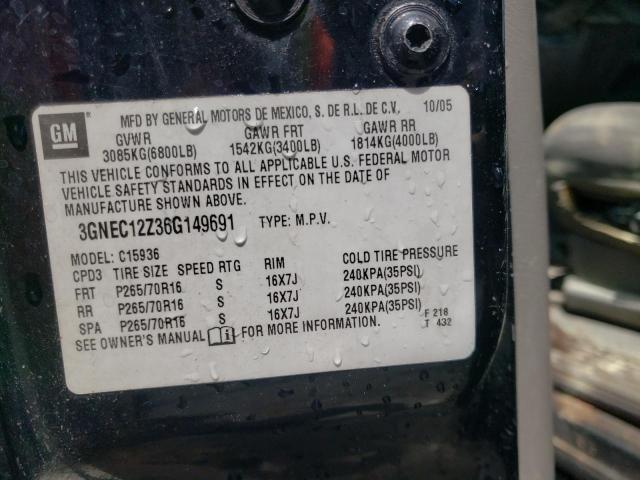 GM
MFD BY GENERAL MOTORS DE MEXICO, S. DE R.L. DE C.V. 10/05
GVWR GAWR FRT GAWR RR
3085KG(6800LB) 1542KG(3400LB) 1814KG(4000LB)
THIS VEHICLE CONFORMS TO ALL APPLICABLE U.S. FEDERAL MOTOR
VEHICLE SAFETY STANDARDS IN EFFECT ON THE DATE OF
MANUFACTURE SHOWN ABOVE.
3GNEC12Z36G149691 TYPE: M.P.V.
MODEL: C15936
CPD3 TIRE SIZE SPEED RTG RIM COLD TIRE PRESSURE
FRT P265/70R16 S 16X7J 240KPA(35PSI)
RR P265/70R16 S 16X7J 240KPA(35PSI)
SPA P265/70R16 S 16X7J 240KPA(35PSI)
SEE OWNER'S MANUAL FOR MORE INFORMATION. F 218
T 432